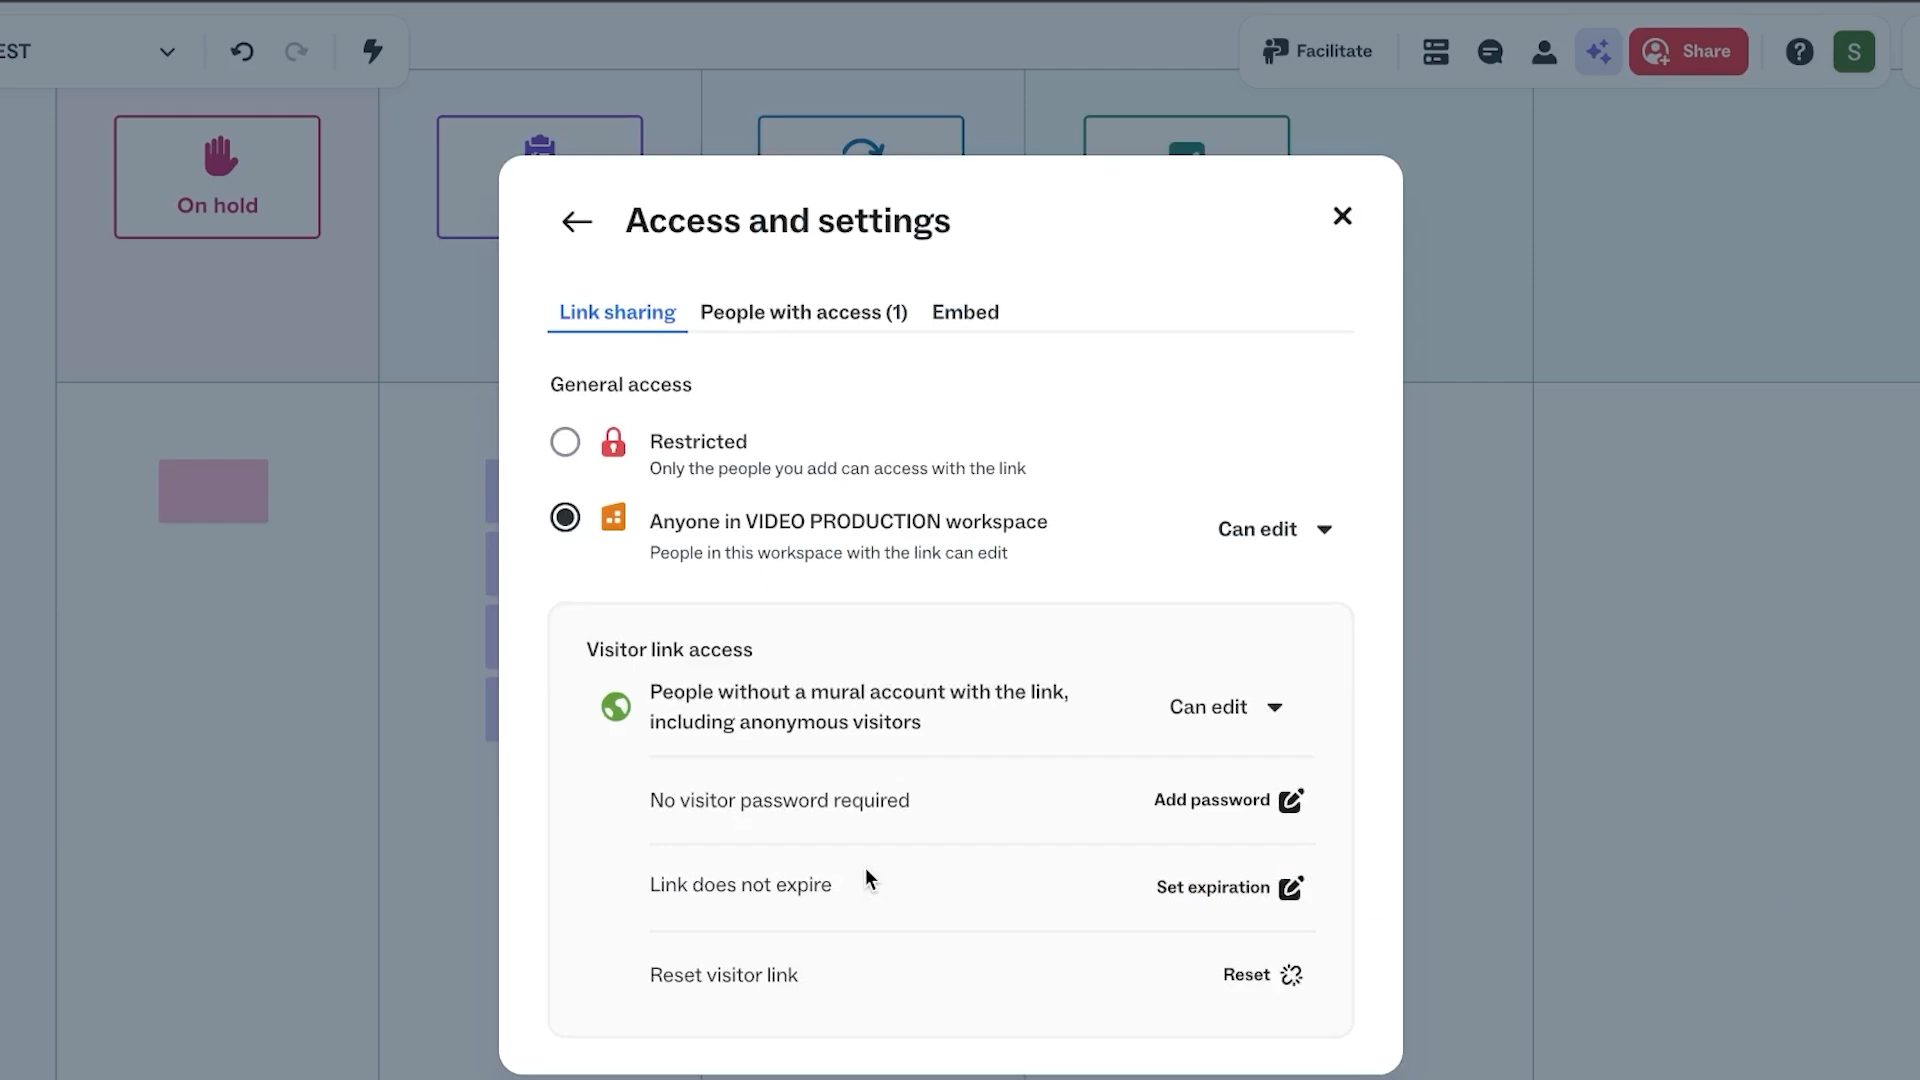 EST
Facilitate
Share
S
On hold
Access and settings
Link sharing
People with access (1)
Embed
General access
Restricted
Only the people you add can access with the link
Anyone in VIDEO PRODUCTION workspace
People in this workspace with the link can edit
Can edit
Visitor link access
People without a mural account with the link,
including anonymous visitors
Can edit
No visitor password required
Add password
Link does not expire
Set expiration
Reset visitor link
Reset